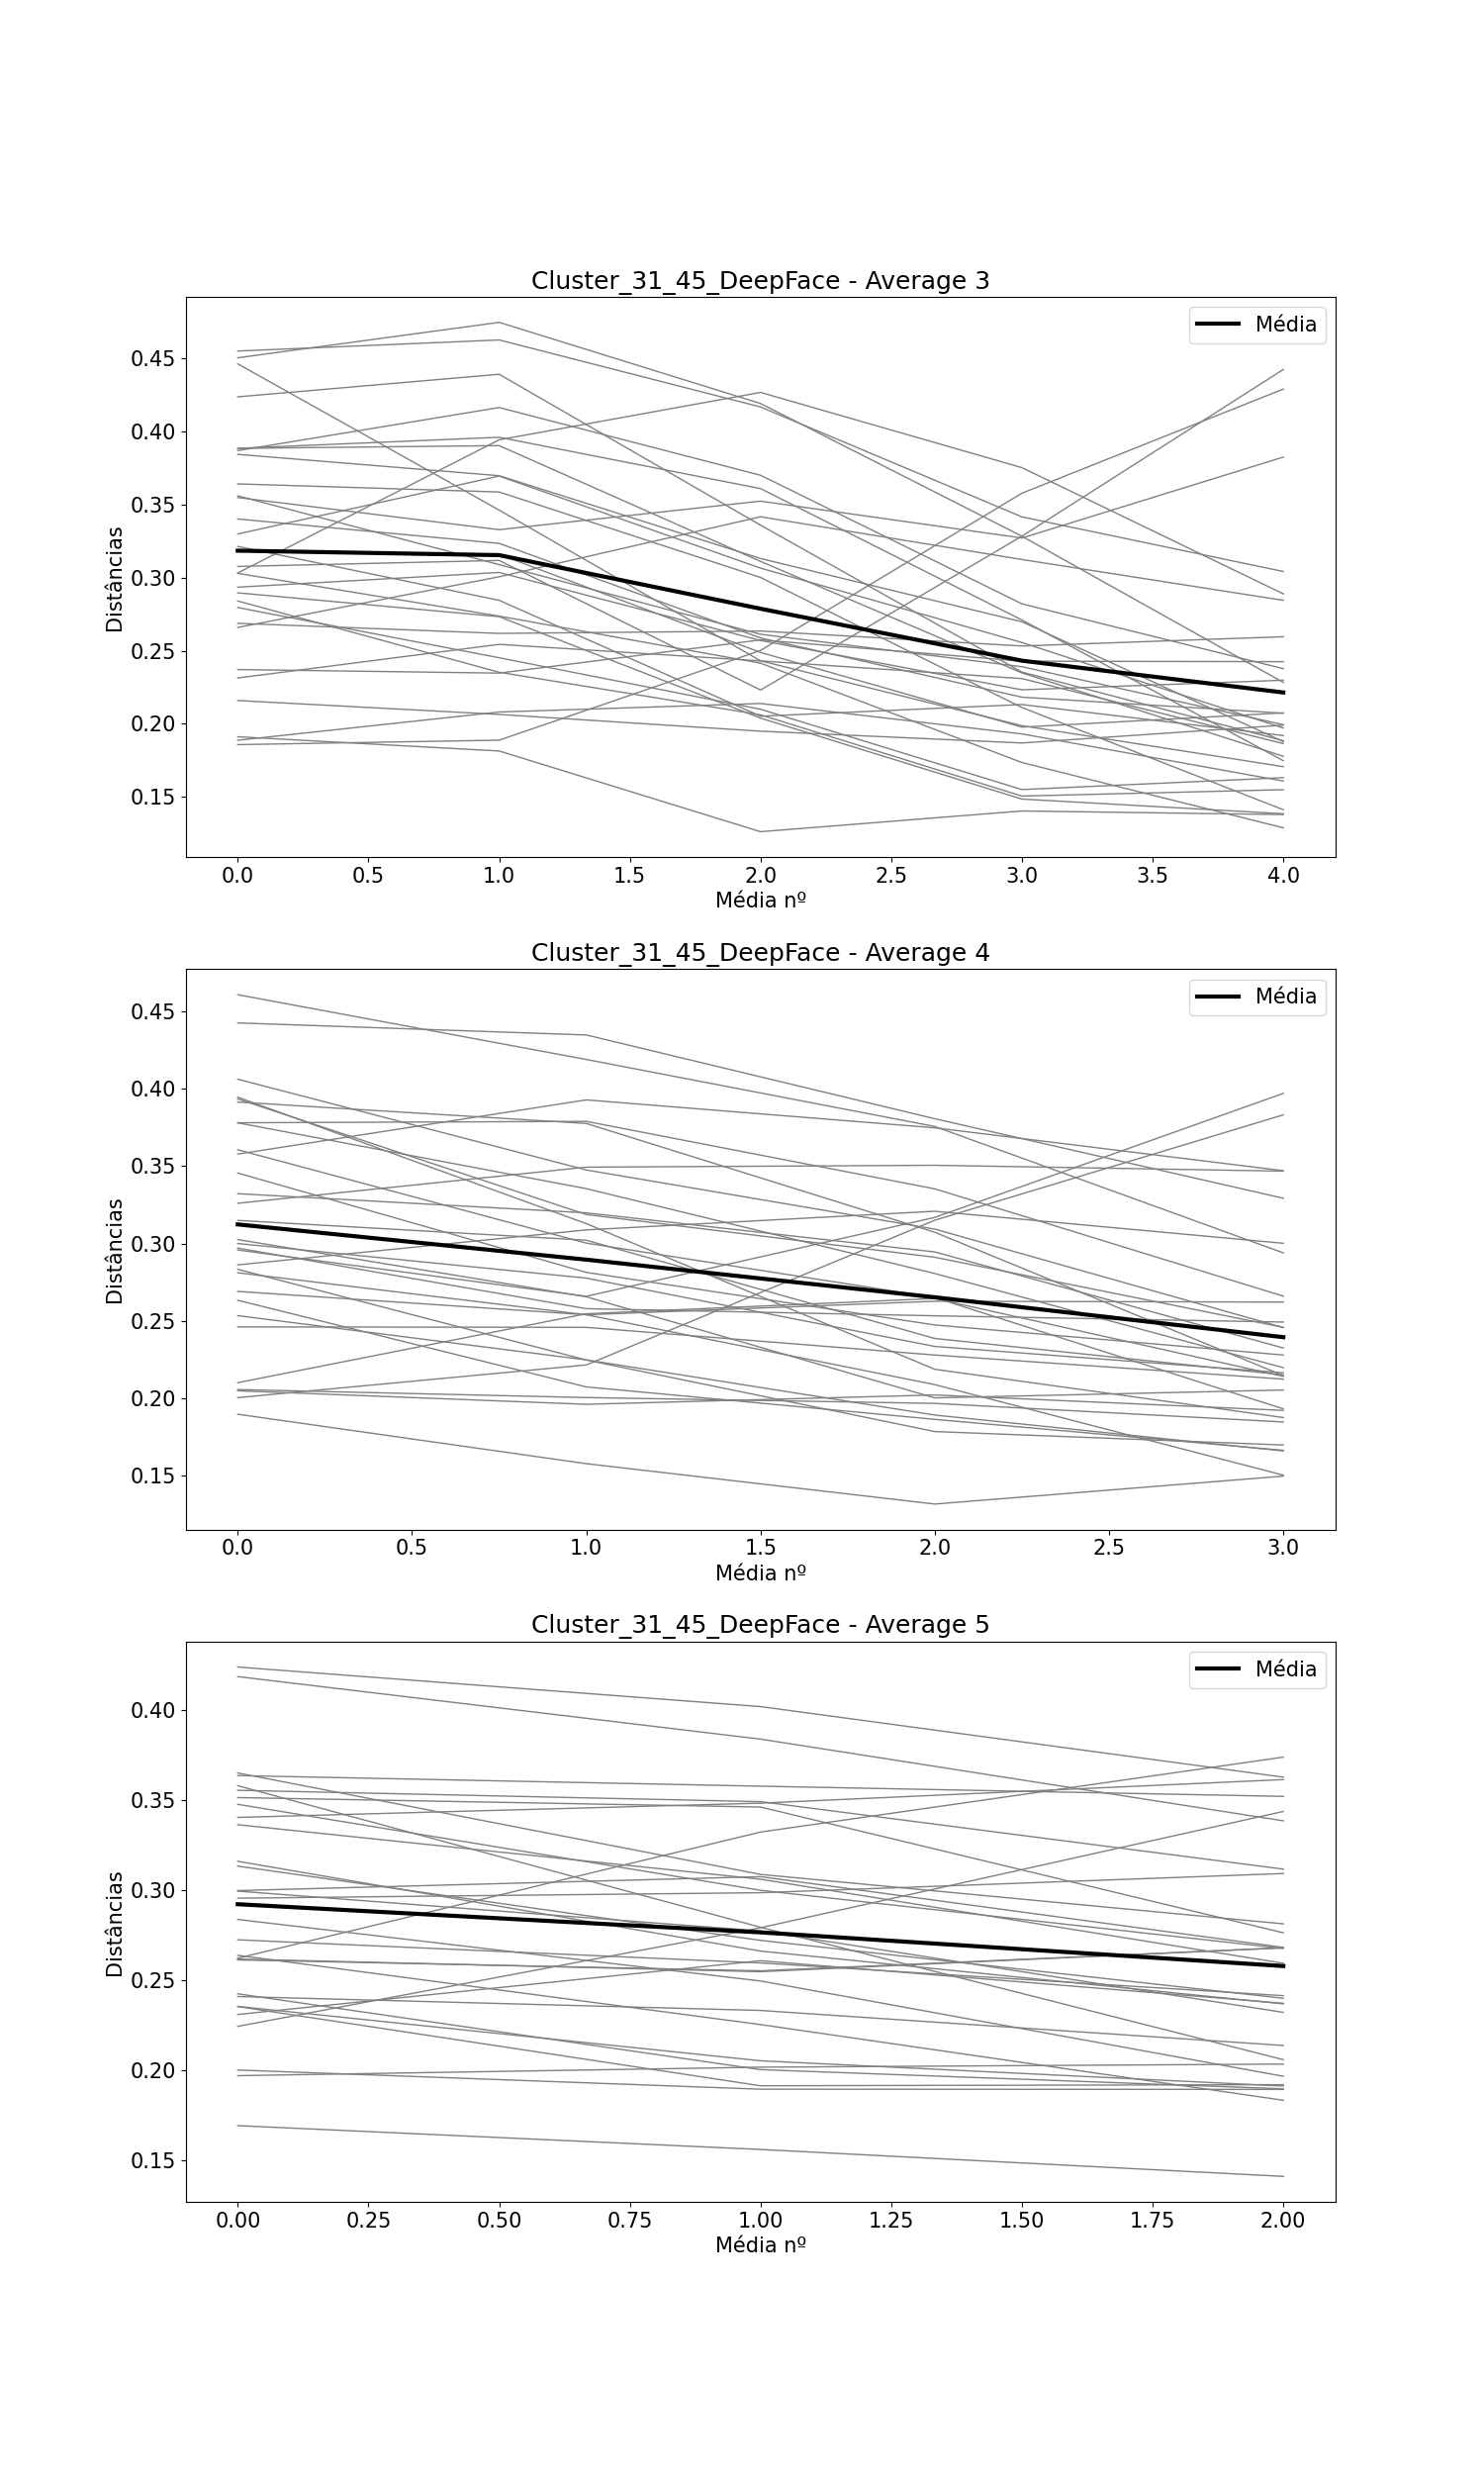 Cluster_31_45_DeepFace - Average 3
Média
Distâncias
0.45
0.40
0.35
0.30
0.25
0.20
0.15
0.0 0.5 1.0 1.5 2.0 2.5 3.0 3.5 4.0
Média nº
Cluster_31_45_DeepFace - Average 4
Média
Distâncias
0.45
0.40
0.35
0.30
0.25
0.20
0.15
0.0 0.5 1.0 1.5 2.0 2.5 3.0
Média nº
Cluster_31_45_DeepFace - Average 5
Média
Distâncias
0.40
0.35
0.30
0.25
0.20
0.15
0.00 0.25 0.50 0.75 1.00 1.25 1.50 1.75 2.00
Média nº